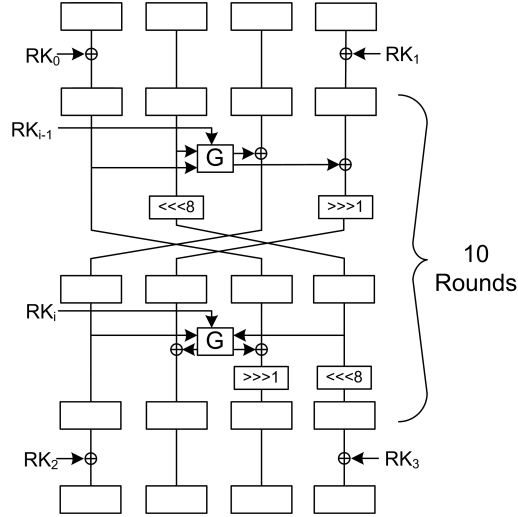 RK0 RK1
RKi-1
G
<<<8 >>>1
10
Rounds
RKi
G
>>>1 <<<8
RK2 RK3